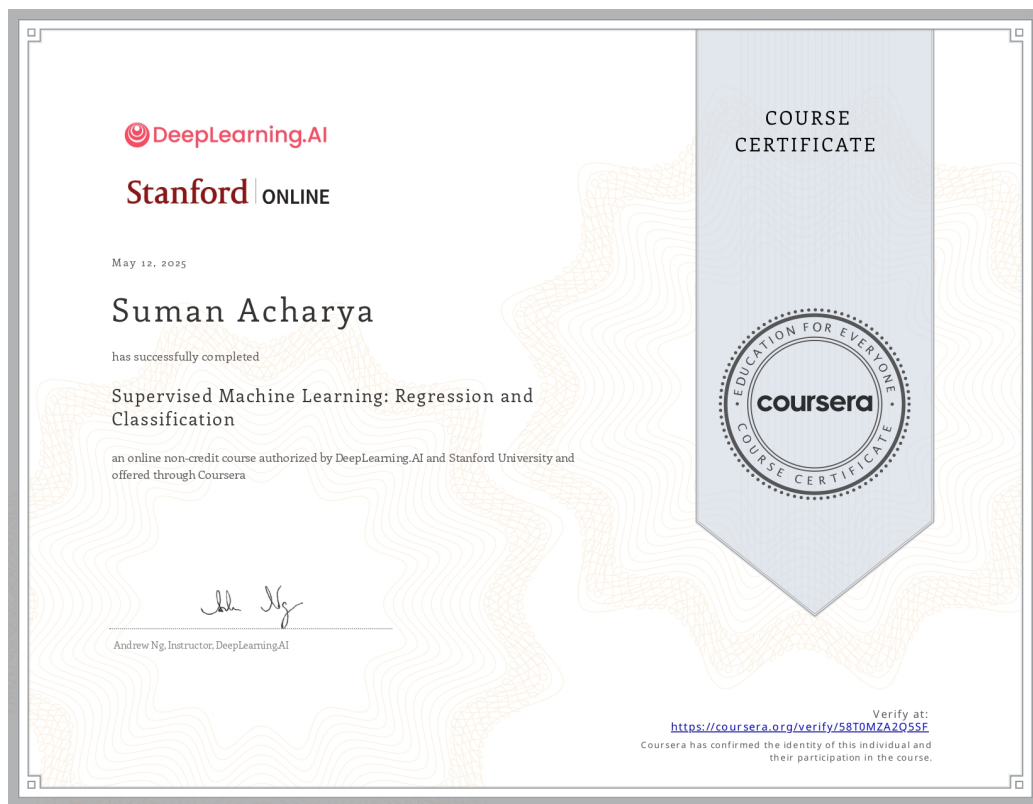 DeepLearning.AI
Stanford ONLINE
COURSE
CERTIFICATE
May 12, 2025
Suman Acharya
has successfully completed
Supervised Machine Learning: Regression and
Classification
an online non-credit course authorized by DeepLearning.AI and Stanford University and
offered through Coursera
EDUCATION FOR EVERYONE
coursera
COURSE CERTIFICATE
Andrew Ng, Instructor, DeepLearning.AI
Verify at:
https://coursera.org/verify/58T0MZA2Q5SF
Coursera has confirmed the identity of this individual and
their participation in the course.